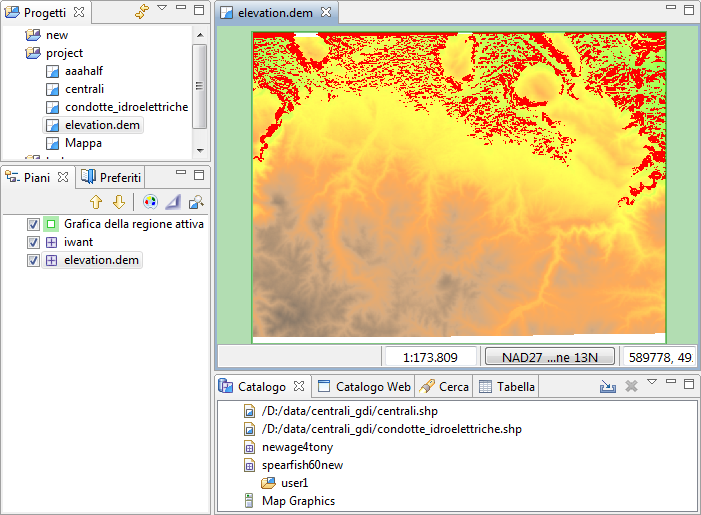 Progetti
new
project
aaahalf
centrali
condotte_idroelettriche
elevation.dem
Mappa
Piani
Preferiti
Grafica della regione attiva
iwant
elevation.dem
elevation.dem
1:173.809
NAD27 ...ne 13N
589778, 49
Catalogo
Catalogo Web
Cerca
Tabella
/D:/data/centrali_gdi/centrali.shp
/D:/data/centrali_gdi/condotte_idroelettriche.shp
newage4tony
spearfish60new
user1
Map Graphics